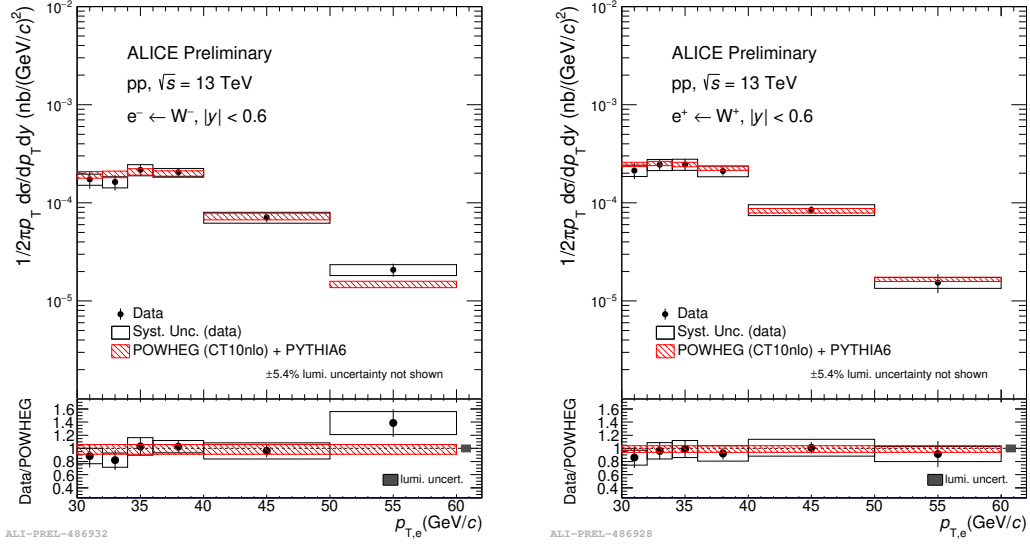 10⁻²
10⁻³
10⁻⁴
10⁻⁵
1/2πp_T dσ/dp_T dy (nb/(GeV/c)²)
ALICE Preliminary
pp, √s = 13 TeV
e⁻ ← W⁻, |y| < 0.6
Data
Syst. Unc. (data)
POWHEG (CT10nlo) + PYTHIA6
±5.4% lumi. uncertainty not shown
Data/POWHEG
1.6
1.4
1.2
1
0.8
0.6
0.4
lumi. uncert.
30 35 40 45 50 55 60
p_T,e (GeV/c)
ALI-PREL-486932
10⁻²
10⁻³
10⁻⁴
10⁻⁵
1/2πp_T dσ/dp_T dy (nb/(GeV/c)²)
ALICE Preliminary
pp, √s = 13 TeV
e⁺ ← W⁺, |y| < 0.6
Data
Syst. Unc. (data)
POWHEG (CT10nlo) + PYTHIA6
±5.4% lumi. uncertainty not shown
Data/POWHEG
1.6
1.4
1.2
1
0.8
0.6
0.4
lumi. uncert.
30 35 40 45 50 55 60
p_T,e (GeV/c)
ALI-PREL-486928